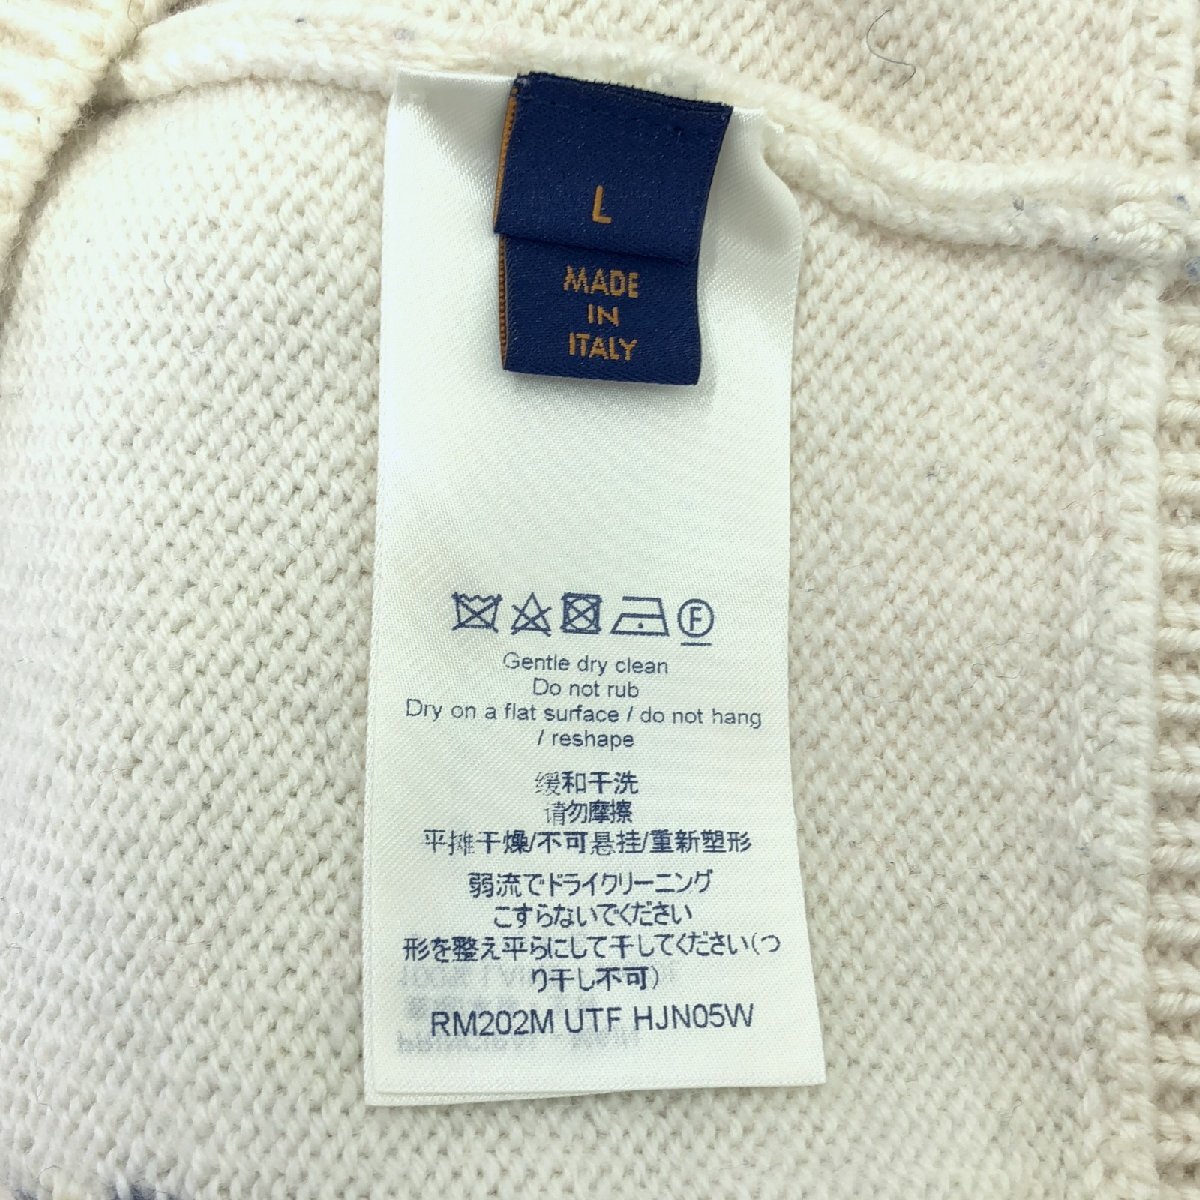 L
MADE
IN
ITALY
F
Gentle dry clean
Do not rub
Dry on a flat surface / do not hang
/ reshape
缓和干洗
请勿摩擦
平摊干燥/不可悬挂/重新塑形
弱流でドライクリーニング
こすらないでください
形を整え平らにして干してください(つ
り干し不可)
RM202M UTF HJN05W